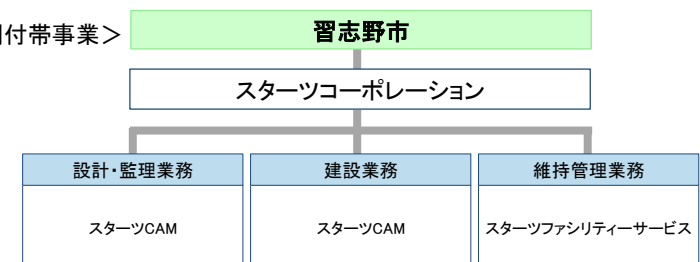 付帯事業＞
習志野市
スターツコーポレーション
設計・監理業務
建設業務
維持管理業務
スターツCAM
スターツCAM
スターツファシリティーサービス